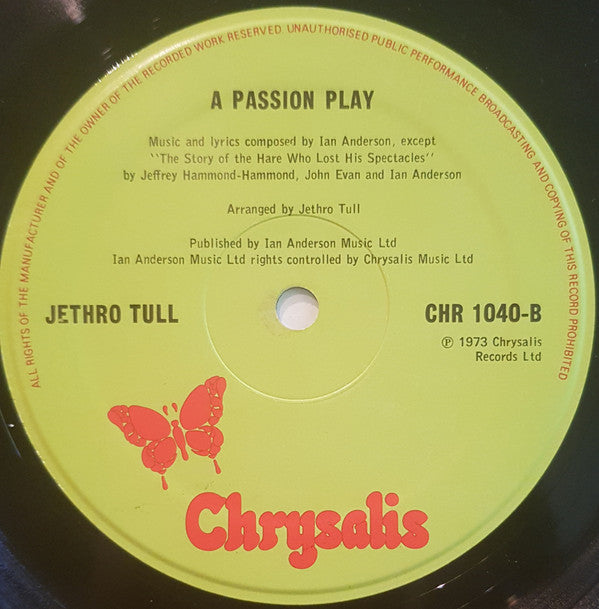 ALL RIGHTS OF THE MANUFACTURER AND OF THE OWNER OF THE RECORDED WORK RESERVED. UNAUTHORISED PUBLIC PERFORMANCE BROADCASTING AND COPYING OF THIS RECORD PROHIBITED
A PASSION PLAY
Music and lyrics composed by Ian Anderson, except
"The Story of the Hare Who Lost His Spectacles"
by Jeffrey Hammond-Hammond, John Evan and Ian Anderson
Arranged by Jethro Tull
Published by Ian Anderson Music Ltd
Ian Anderson Music Ltd rights controlled by Chrysalis Music Ltd
JETHRO TULL
CHR 1040-B
℗ 1973 Chrysalis
Records Ltd
Chrysalis